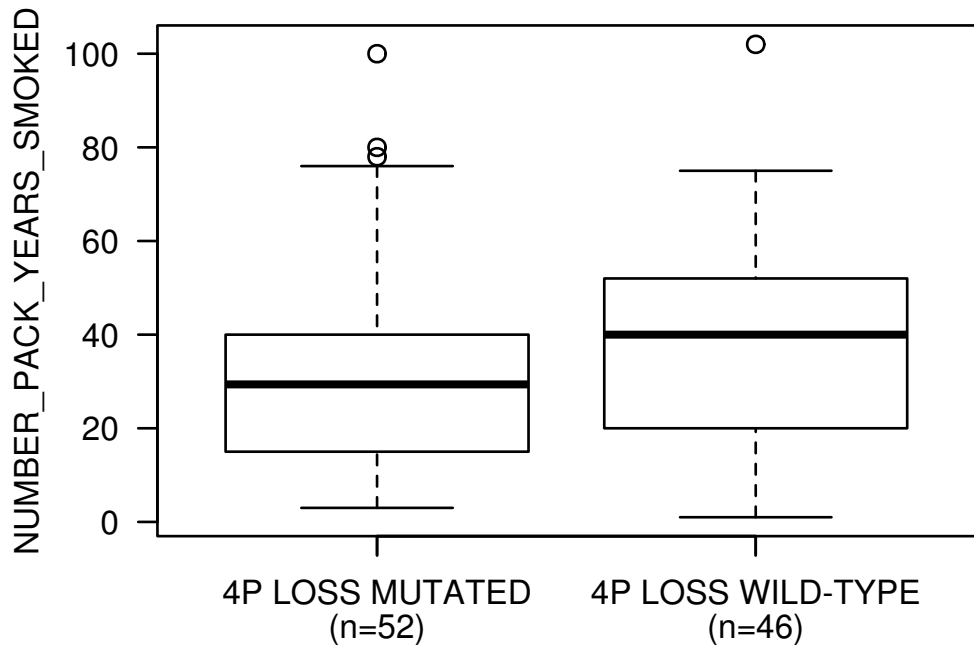 NUMBER_PACK_YEARS_SMOKED
100
80
60
40
20
0
4P LOSS MUTATED
(n=52)
4P LOSS WILD-TYPE
(n=46)